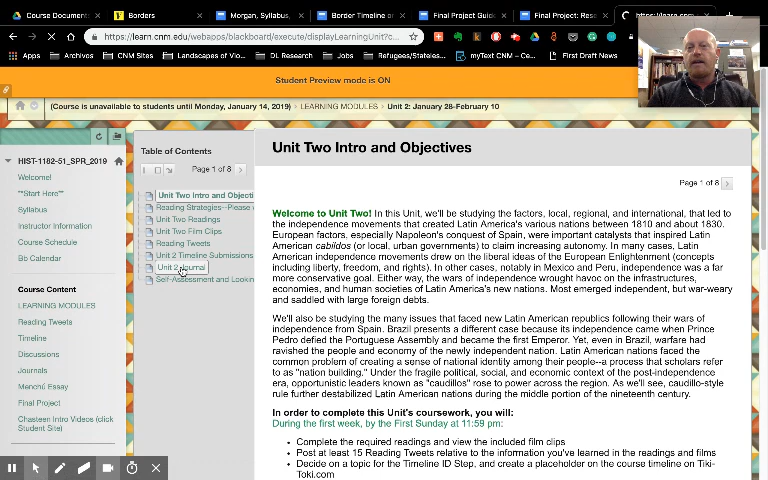 Course Document
Borders
Morgan, Syllabus,
Border Timeline o
Final Project Guid
Final Project: Rese
https://learn.cnm.e
https://learn.cnm.edu/webapps/blackboard/execute/displayLearningUnit?c...
Apps
Archives
CNM Sites
Landscapes of Vio...
DL Research
Jobs
Refugees/Stateles...
myText CNM – Ce...
First Draft News
Student Preview mode is ON
(Course is unavailable to students until Monday, January 14, 2019)
LEARNING MODULES
Unit 2: January 28-February 10
HIST-1182-51_SPR_2019
Welcome!
**Start Here**
Syllabus
Instructor Information
Course Schedule
Bb Calendar
Course Content
LEARNING MODULES
Reading Tweets
Timeline
Discussions
Journals
Menchú Essay
Final Project
Chasteen Intro Videos (click
Student Site)
Table of Contents
Page 1 of 8
Unit Two Intro and Objecti
Reading Strategies--Please
Unit Two Readings
Unit Two Film Clips
Reading Tweets
Unit 2 Timeline Submissions
Unit 2 Journal
Self-Assessment and Lookin
Unit Two Intro and Objectives
Page 1 of 8
Welcome to Unit Two! In this Unit, we'll be studying the factors, local, regional, and international, that led to
the independence movements that created Latin America's various nations between 1810 and about 1830.
European factors, especially Napoleon's conquest of Spain, were important catalysts that inspired Latin
American cabildos (or local, urban governments) to claim increasing autonomy. In many cases, Latin
American independence movements drew on the liberal ideas of the European Enlightenment (concepts
including liberty, freedom, and rights). In other cases, notably in Mexico and Peru, independence was a far
more conservative goal. Either way, the wars of independence wrought havoc on the infrastructures,
economies, and human societies of Latin America's new nations. Most emerged independent, but war-weary
and saddled with large foreign debts.
We'll also be studying the many issues that faced new Latin American republics following their wars of
independence from Spain. Brazil presents a different case because its independence came when Prince
Pedro defied the Portuguese Assembly and became the first Emperor. Yet, even in Brazil, warfare had
ravished the people and economy of the newly independent nation. Latin American nations faced the
common problem of creating a sense of national identity among their people--a process that scholars refer
to as "nation building." Under the fragile political, social, and economic context of the post-independence
era, opportunistic leaders known as "caudillos" rose to power across the region. As we'll see, caudillo-style
rule further destabilized Latin American nations during the middle portion of the nineteenth century.
In order to complete this Unit's coursework, you will:
During the first week, by the First Sunday at 11:59 pm:
• Complete the required readings and view the included film clips
• Post at least 15 Reading Tweets relative to the information you've learned in the readings and films
• Decide on a topic for the Timeline ID Step, and create a placeholder on the course timeline on Tiki-
Toki.com